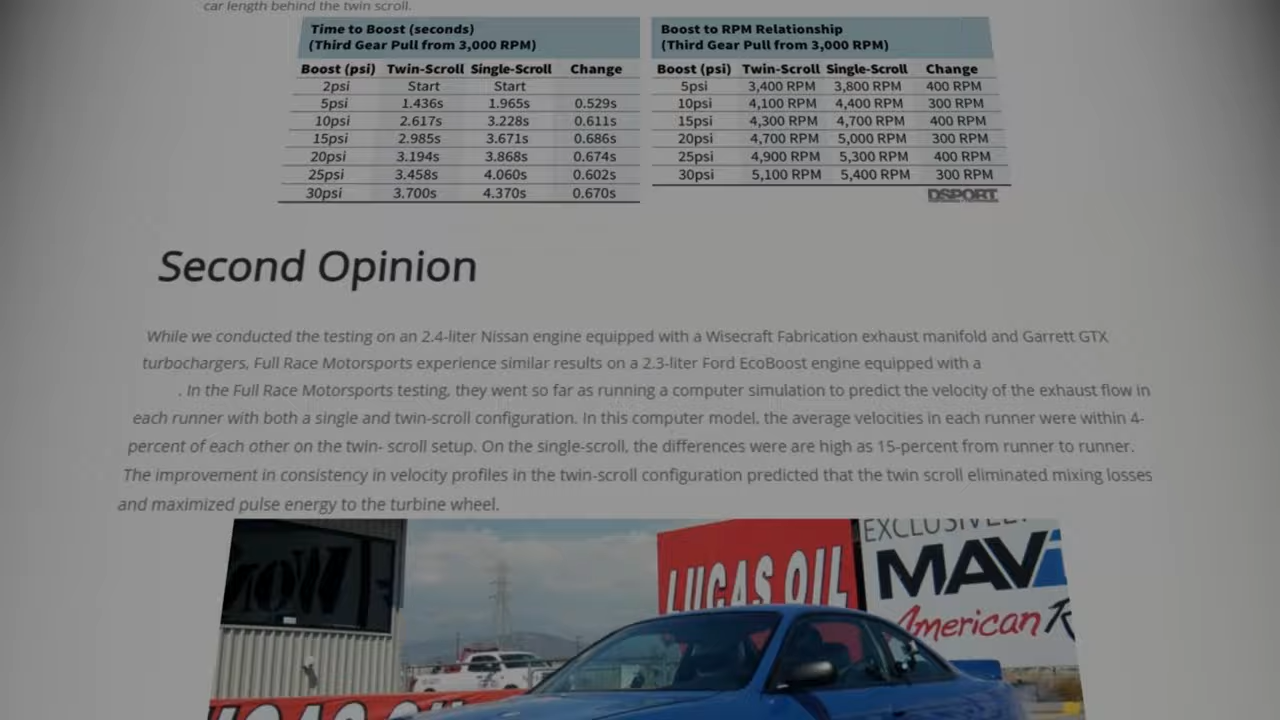 car length behind the twin scroll.
Time to Boost (seconds)
(Third Gear Pull from 3,000 RPM)
Boost (psi) Twin-Scroll Single-Scroll Change
2psi Start Start
5psi 1.436s 1.965s 0.529s
10psi 2.617s 3.228s 0.611s
15psi 2.985s 3.671s 0.686s
20psi 3.194s 3.868s 0.674s
25psi 3.458s 4.060s 0.602s
30psi 3.700s 4.370s 0.670s
Boost to RPM Relationship
(Third Gear Pull from 3,000 RPM)
Boost (psi) Twin-Scroll Single-Scroll Change
5psi 3,400 RPM 3,800 RPM 400 RPM
10psi 4,100 RPM 4,400 RPM 300 RPM
15psi 4,300 RPM 4,700 RPM 400 RPM
20psi 4,700 RPM 5,000 RPM 300 RPM
25psi 4,900 RPM 5,300 RPM 400 RPM
30psi 5,100 RPM 5,400 RPM 300 RPM
DSPORT
Second Opinion
While we conducted the testing on an 2.4-liter Nissan engine equipped with a Wisecraft Fabrication exhaust manifold and Garrett GTX
turbochargers, Full Race Motorsports experience similar results on a 2.3-liter Ford EcoBoost engine equipped with a
. In the Full Race Motorsports testing, they went so far as running a computer simulation to predict the velocity of the exhaust flow in
each runner with both a single and twin-scroll configuration. In this computer model, the average velocities in each runner were within 4-
percent of each other on the twin- scroll setup. On the single-scroll, the differences were are high as 15-percent from runner to runner.
The improvement in consistency in velocity profiles in the twin-scroll configuration predicted that the twin scroll eliminated mixing losses
and maximized pulse energy to the turbine wheel.
EXCLUSIVELY
LUCAS OIL
MAV
American
LUCAS OIL